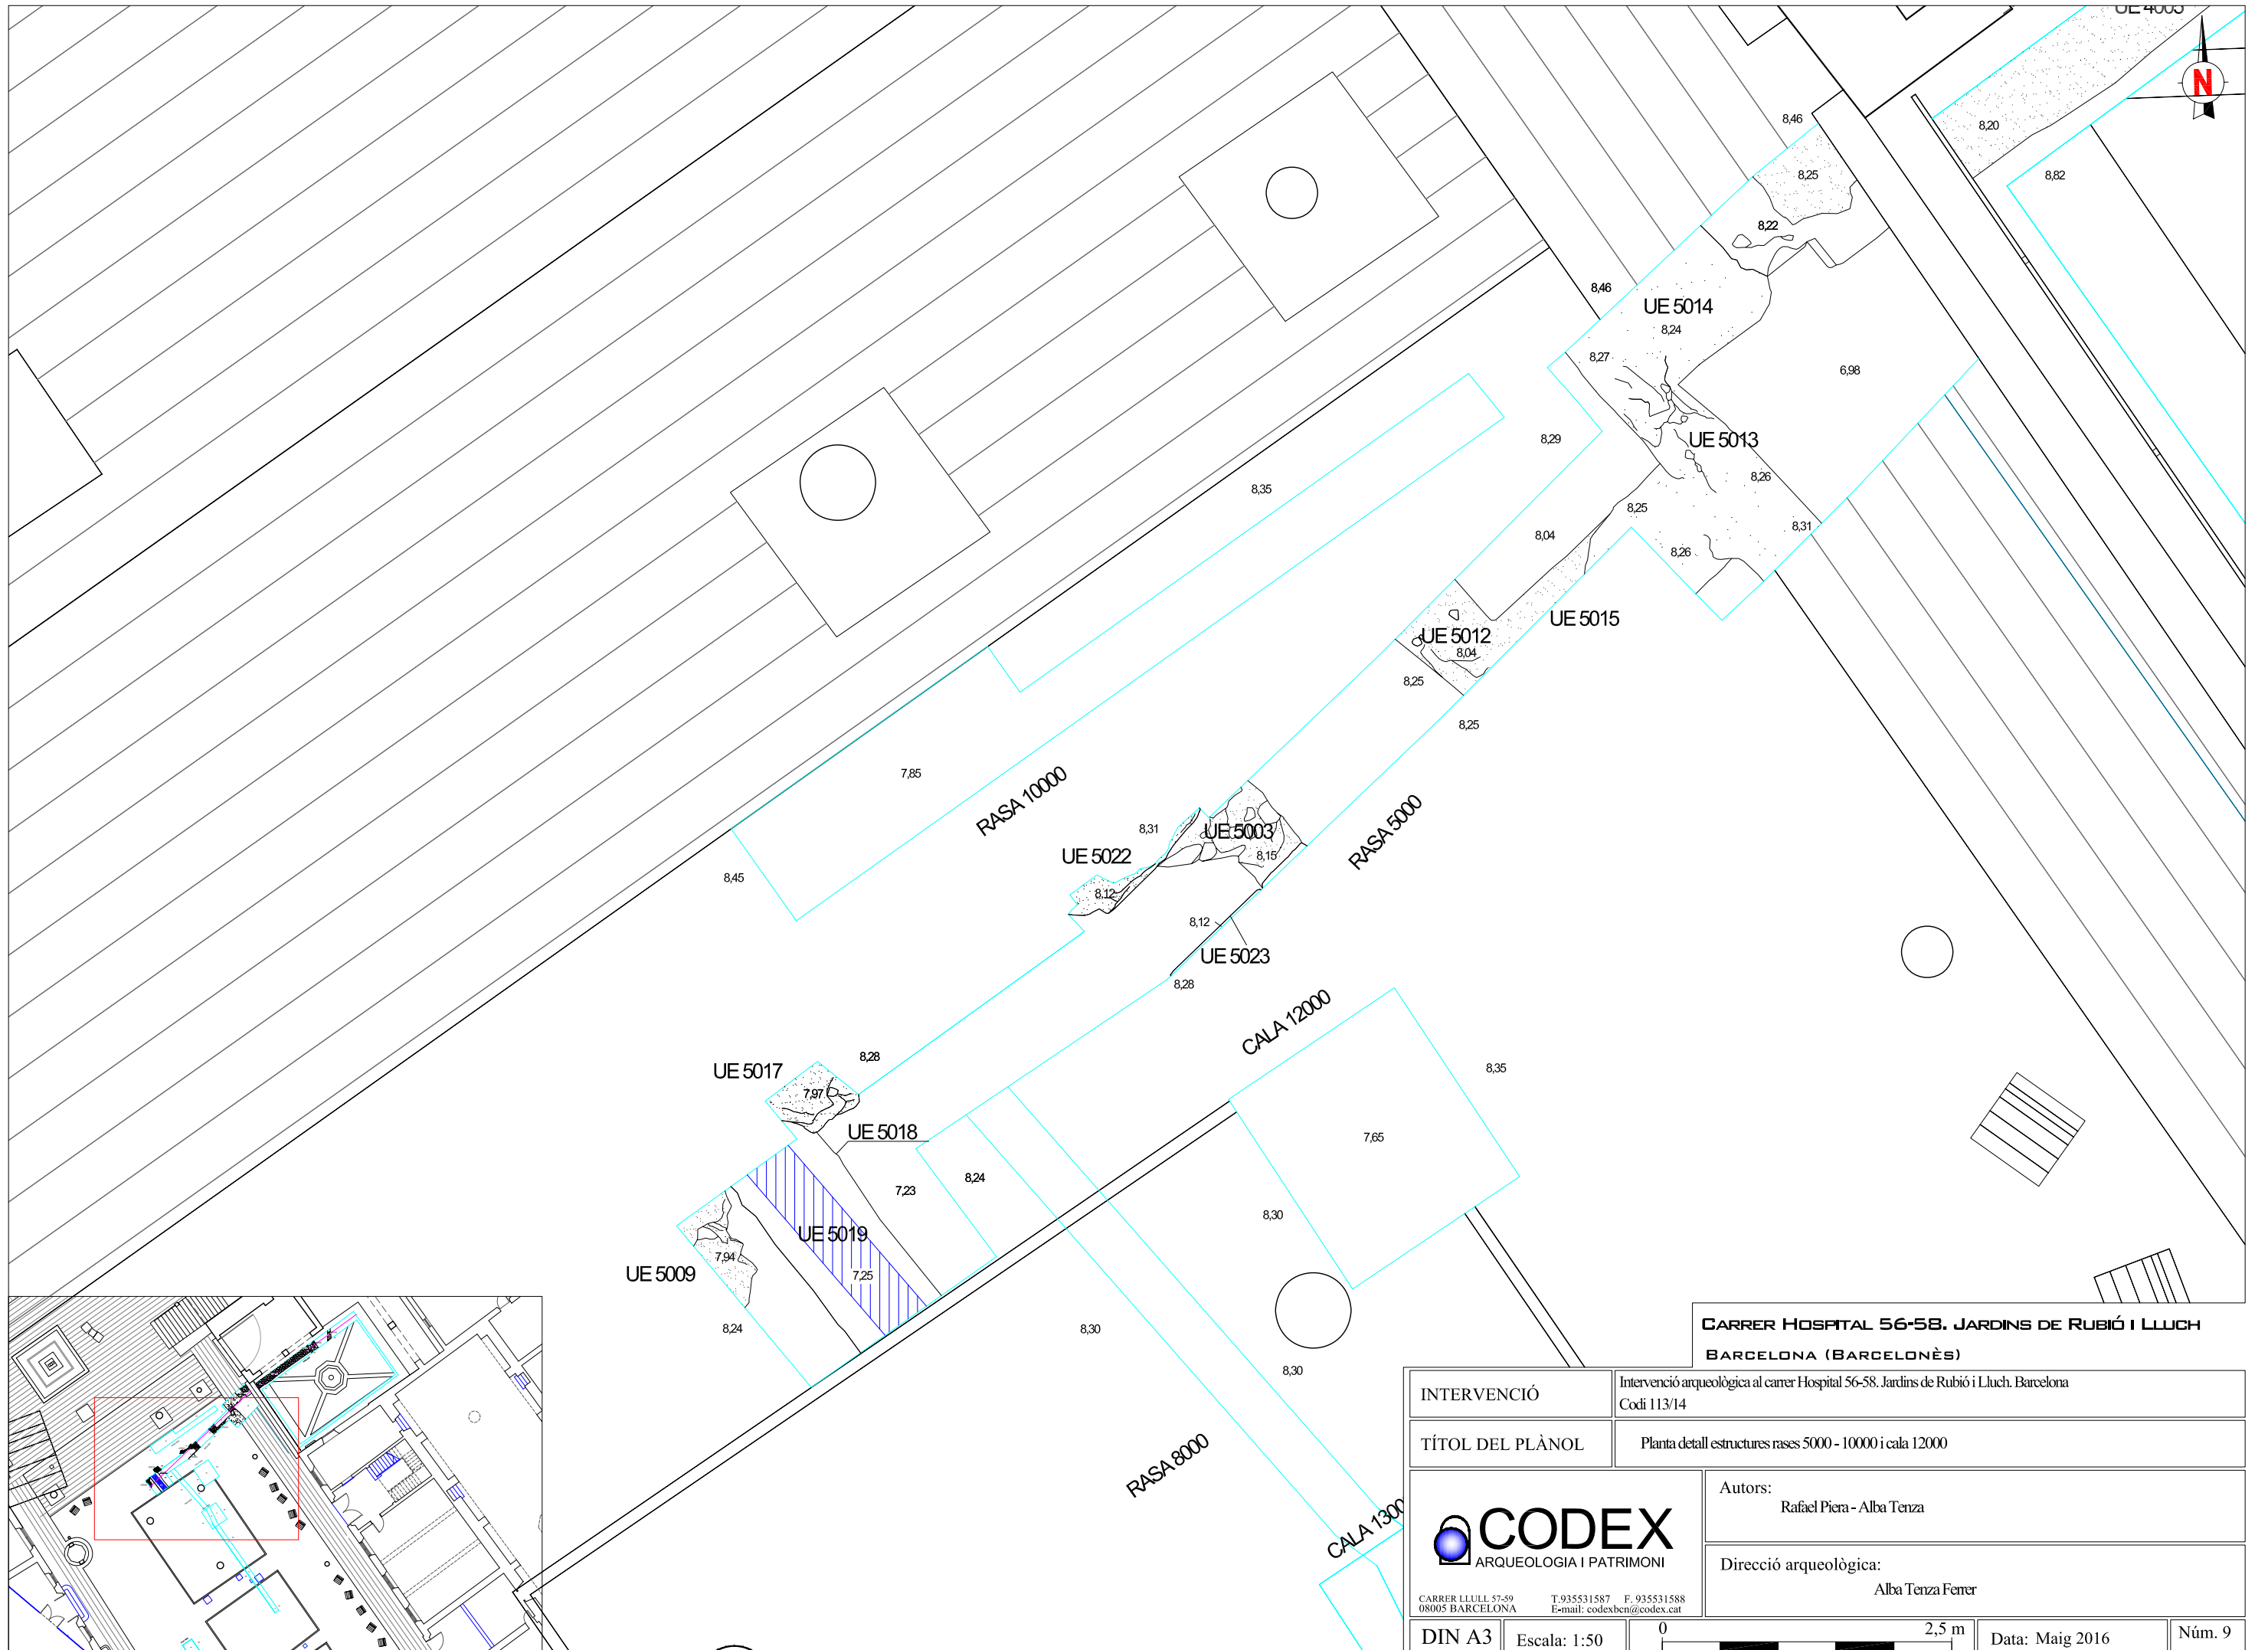 UE 4005
N
8,46
8,20
8,25
8,82
8,22
8,46
UE 5014
8,24
8,27
6,98
8,29
UE 5013
8,35
8,26
8,25
8,31
8,04
8,26
UE 5015
UE 5012
8,04
8,25
8,25
7,85
RASA 10000
RASA 5000
8,31
UE 5003
UE 5022
8,15
8,45
8,12
8,12
UE 5023
8,28
CALA 12000
8,28
UE 5017
8,35
7,97
UE 5018
7,65
8,24
7,23
8,30
UE 5019
7,94
UE 5009
7,25
8,24
8,30
8,30
RASA 8000
CALA 1300
CARRER HOSPITAL 56-58. JARDINS DE RUBIÓ I LLUCH
BARCELONA (BARCELONÈS)
INTERVENCIÓ
Intervenció arqueològica al carrer Hospital 56-58. Jardins de Rubió i Lluch. Barcelona
Codi 113/14
TÍTOL DEL PLÀNOL
Planta detall estructures rases 5000 - 10000 i cala 12000
CODEX
ARQUEOLOGIA I PATRIMONI
CARRER LLULL 57-59 T.935531587 F. 935531588
08005 BARCELONA E-mail: codexbcn@codex.cat
Autors:
Rafael Piera - Alba Tenza
Direcció arqueològica:
Alba Tenza Ferrer
DIN A3
Escala: 1:50
0 2,5 m
Data: Maig 2016
Núm. 9